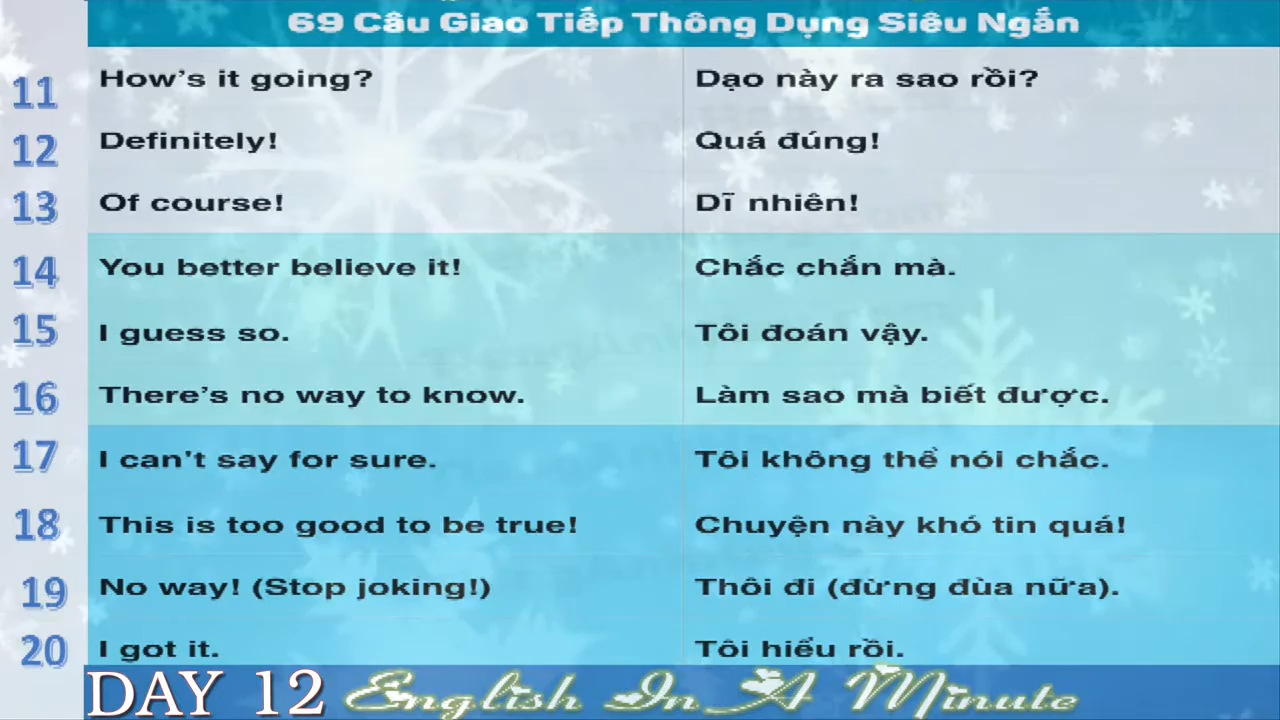 69 Câu Giao Tiếp Thông Dụng Siêu Ngắn
11 How’s it going? Dạo này ra sao rồi?
12 Definitely! Quá đúng!
13 Of course! Dĩ nhiên!
14 You better believe it! Chắc chắn mà.
15 I guess so. Tôi đoán vậy.
16 There’s no way to know. Làm sao mà biết được.
17 I can't say for sure. Tôi không thể nói chắc.
18 This is too good to be true! Chuyện này khó tin quá!
19 No way! (Stop joking!) Thôi đi (đừng đùa nữa).
20 I got it. Tôi hiểu rồi.
DAY 12 English In A Minute